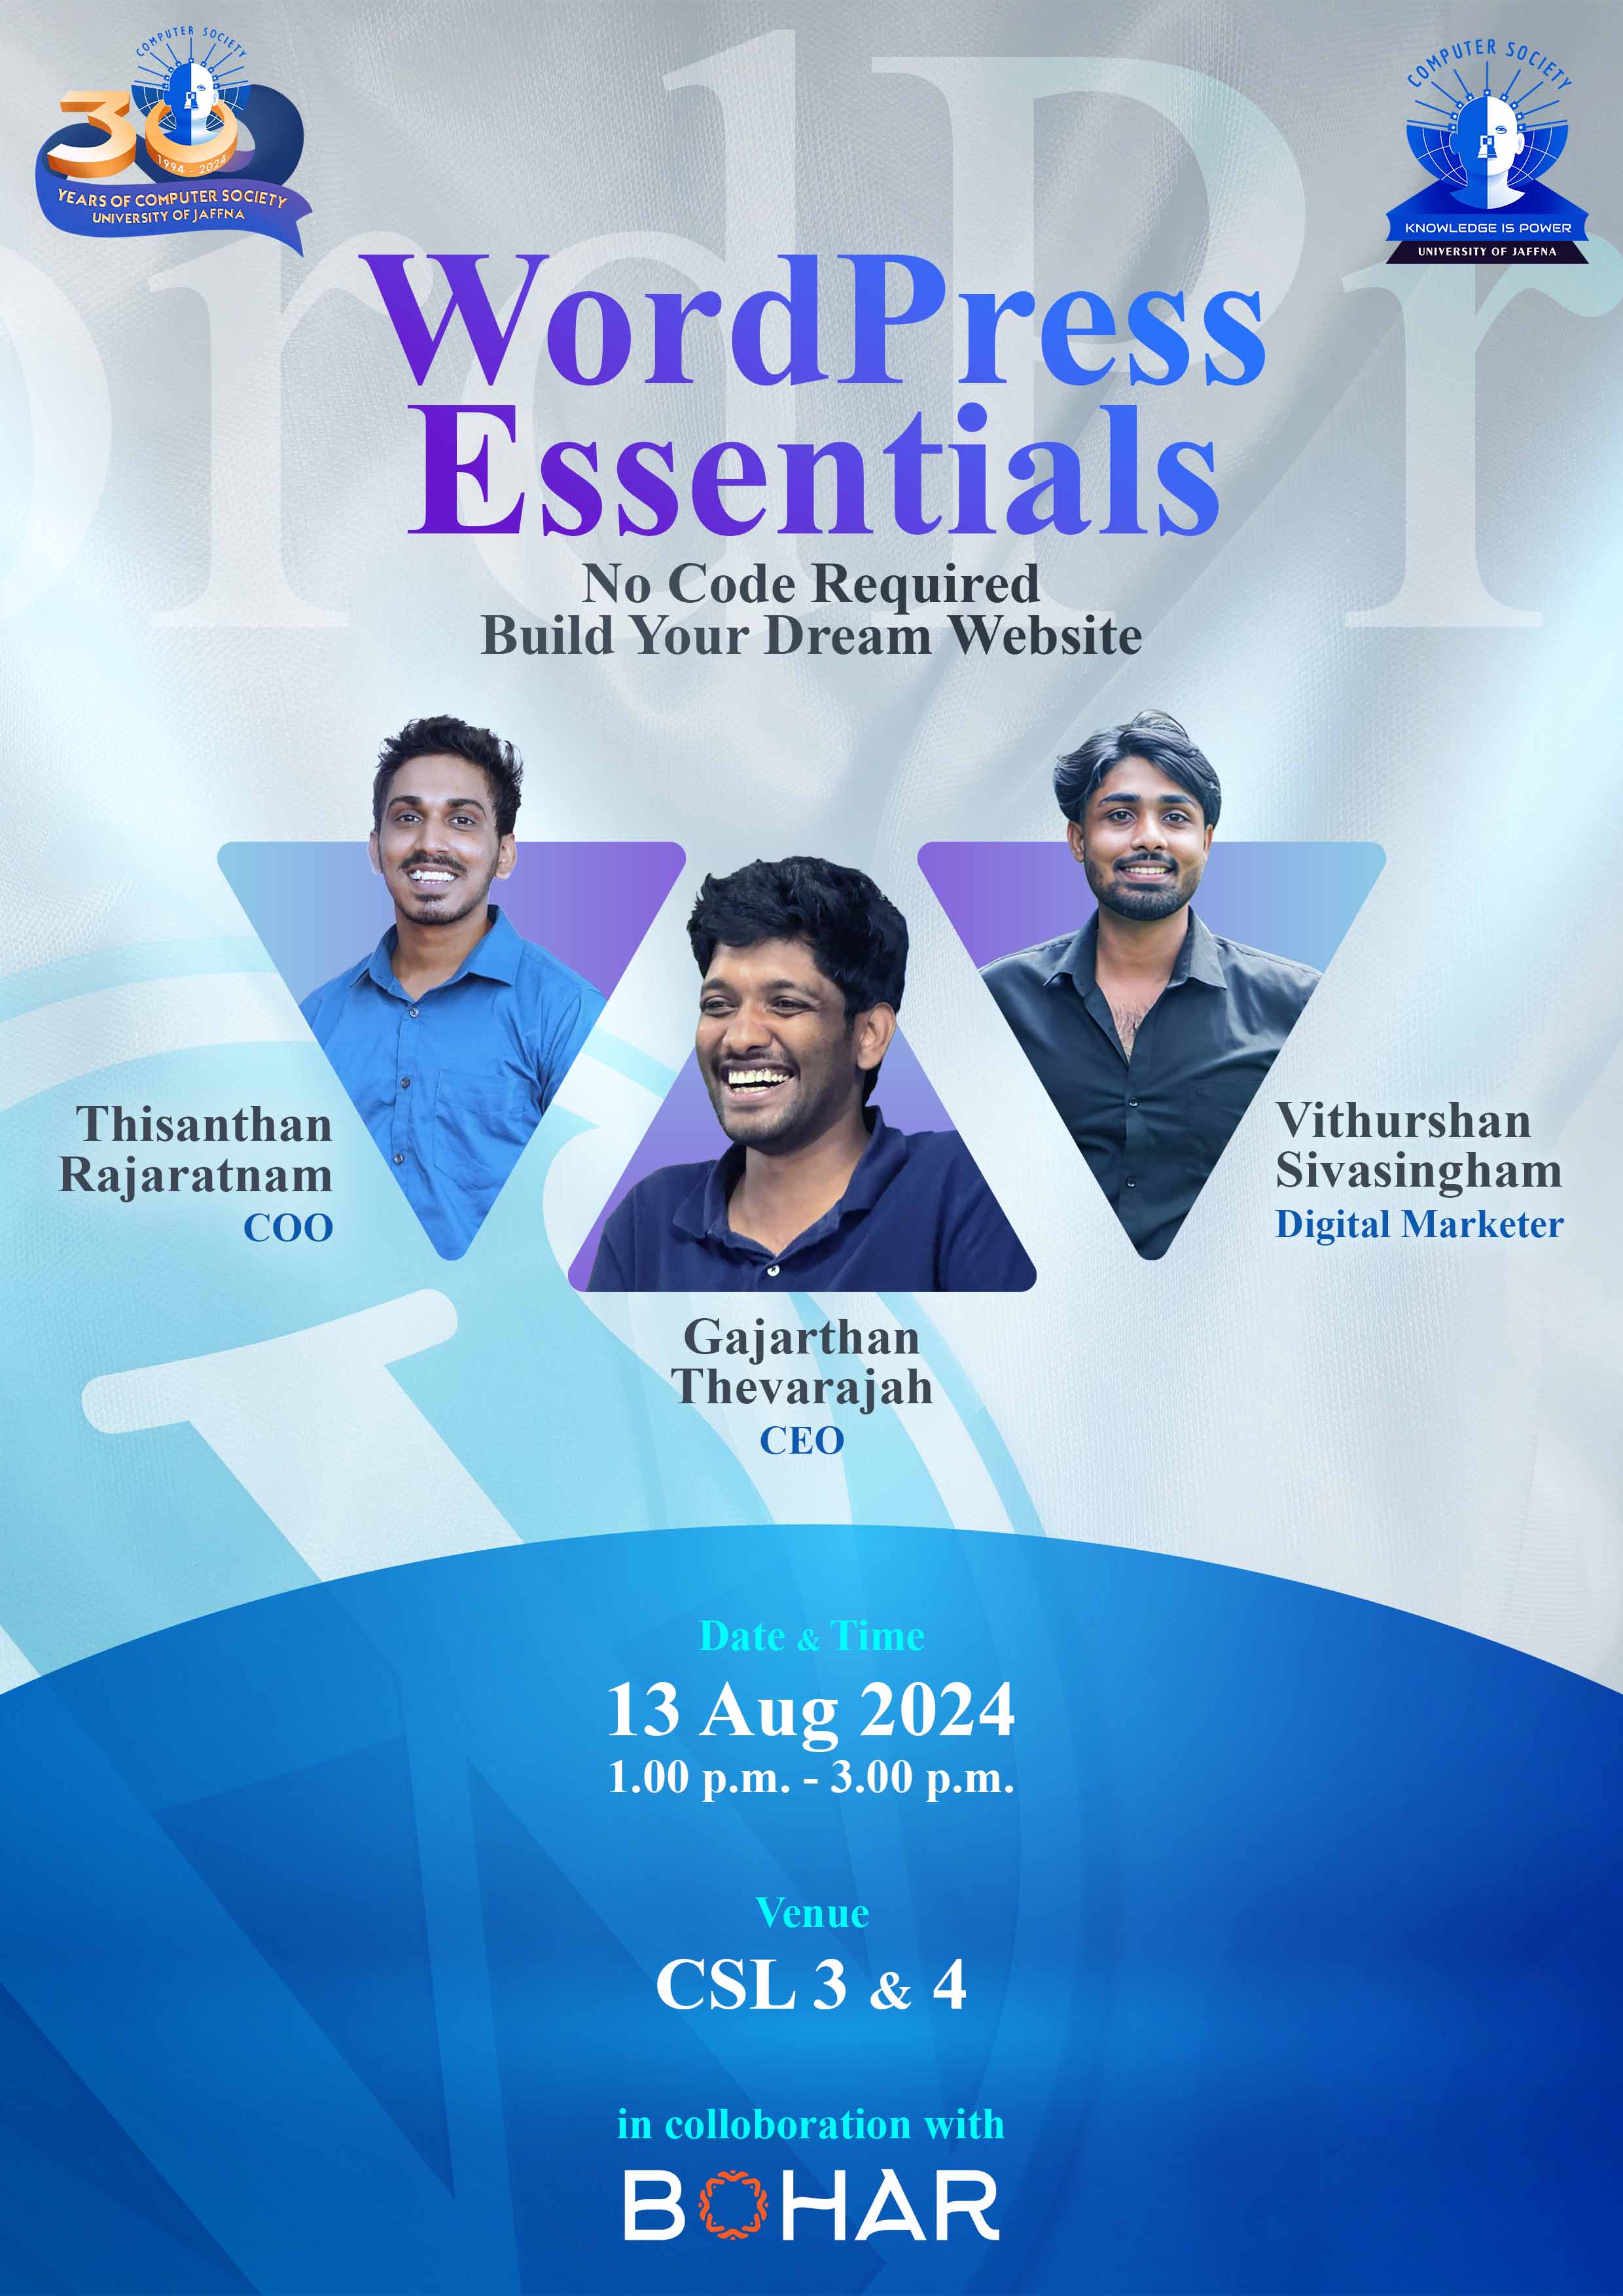 COMPUTER SOCIETY
30
1994 - 2024
YEARS OF COMPUTER SOCIETY
UNIVERSITY OF JAFFNA
COMPUTER SOCIETY
KNOWLEDGE IS POWER
UNIVERSITY OF JAFFNA
ordPr
WordPress
Essentials
No Code Required
Build Your Dream Website
Thisanthan
Rajaratnam
COO
Vithurshan
Sivasingham
Digital Marketer
Gajarthan
Thevarajah
CEO
Date & Time
13 Aug 2024
1.00 p.m. - 3.00 p.m.
Venue
CSL 3 & 4
in colloboration with
BOHAR